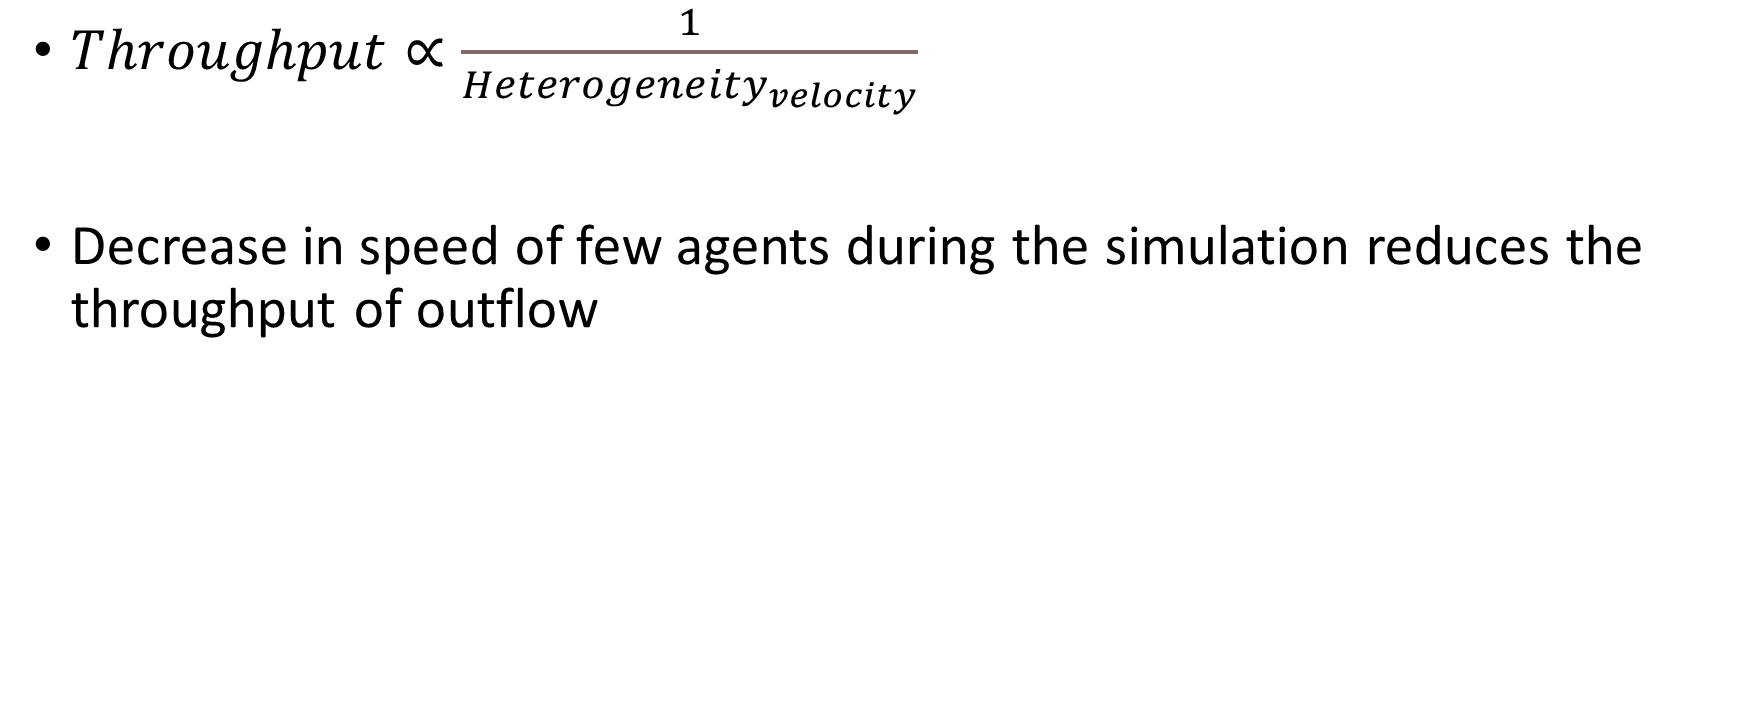 • Throughput ∝ 1 / Heterogeneity_velocity
• Decrease in speed of few agents during the simulation reduces the
throughput of outflow